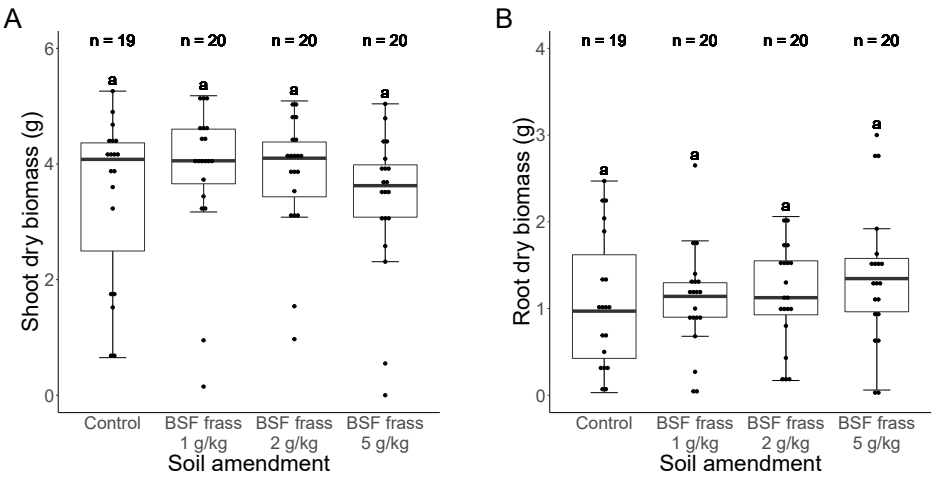 A
n = 19 n = 20 n = 20 n = 20
6
a a a a
4
2
0
Shoot dry biomass (g)
Control BSF frass BSF frass BSF frass
1 g/kg 2 g/kg 5 g/kg
Soil amendment
B
n = 19 n = 20 n = 20 n = 20
4
3
2
1
0
a a a a
Root dry biomass (g)
Control BSF frass BSF frass BSF frass
1 g/kg 2 g/kg 5 g/kg
Soil amendment